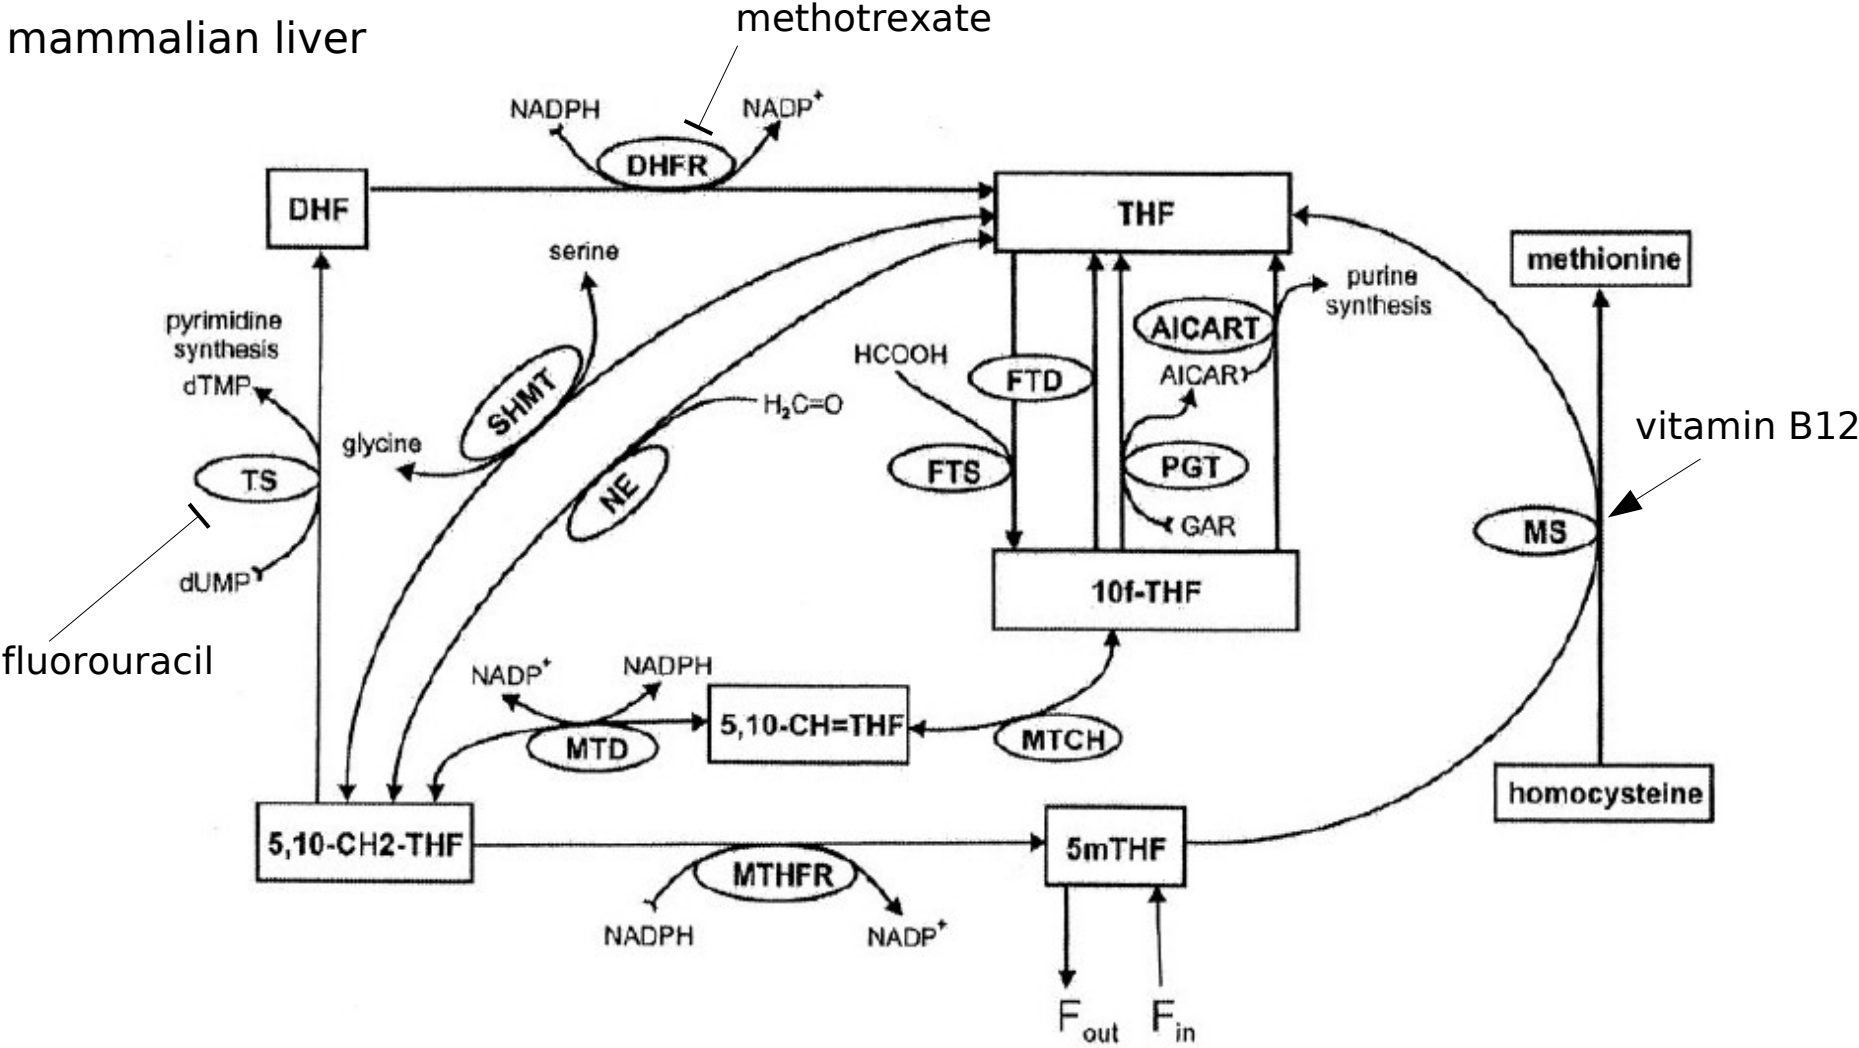 mammalian liver
methotrexate
NADPH
NADP+
DHFR
DHF
THF
serine
methionine
purine
synthesis
pyrimidine
synthesis
AICART
HCOOH
AICAR
FTD
dTMP
SHMT
H2C=O
glycine
vitamin B12
TS
NE
FTS
PGT
GAR
MS
dUMP
10f-THF
fluorouracil
NADP+
NADPH
5,10-CH=THF
MTD
MTCH
homocysteine
5,10-CH2-THF
5mTHF
MTHFR
NADPH
NADP+
Fout
Fin